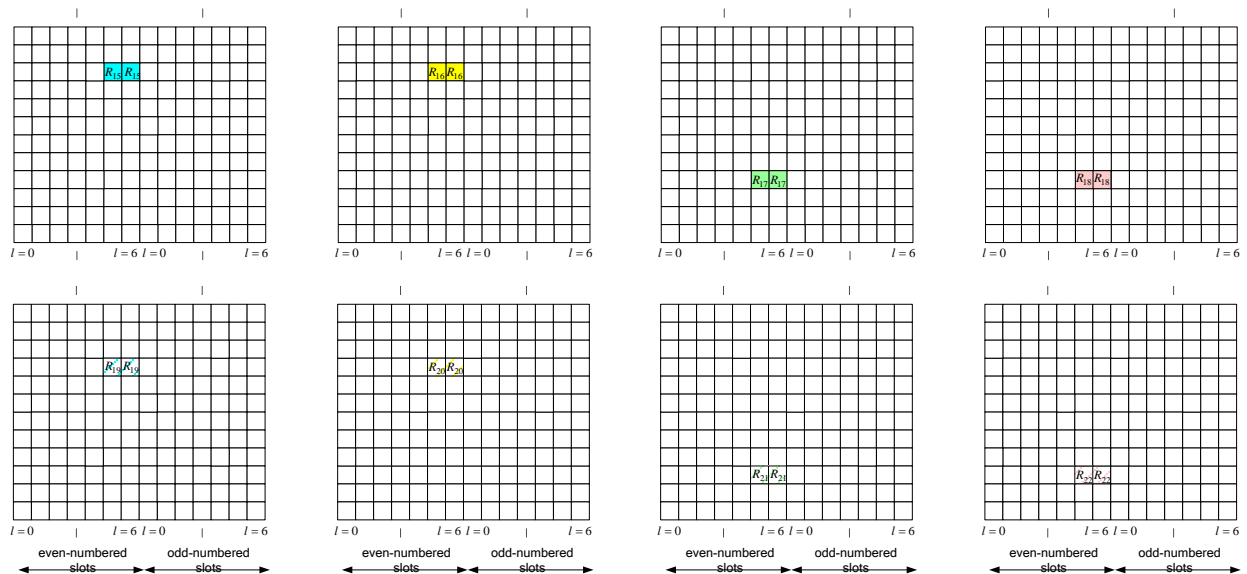 R15 R15
R16 R16
R17 R17
R18 R18
l = 0 l = 6 l = 0 l = 6
l = 0 l = 6 l = 0 l = 6
l = 0 l = 6 l = 0 l = 6
l = 0 l = 6 l = 0 l = 6
R19 R19
R20 R20
R21 R21
R22 R22
l = 0 l = 6 l = 0 l = 6
l = 0 l = 6 l = 0 l = 6
l = 0 l = 6 l = 0 l = 6
l = 0 l = 6 l = 0 l = 6
even-numbered
slots
odd-numbered
slots
even-numbered
slots
odd-numbered
slots
even-numbered
slots
odd-numbered
slots
even-numbered
slots
odd-numbered
slots